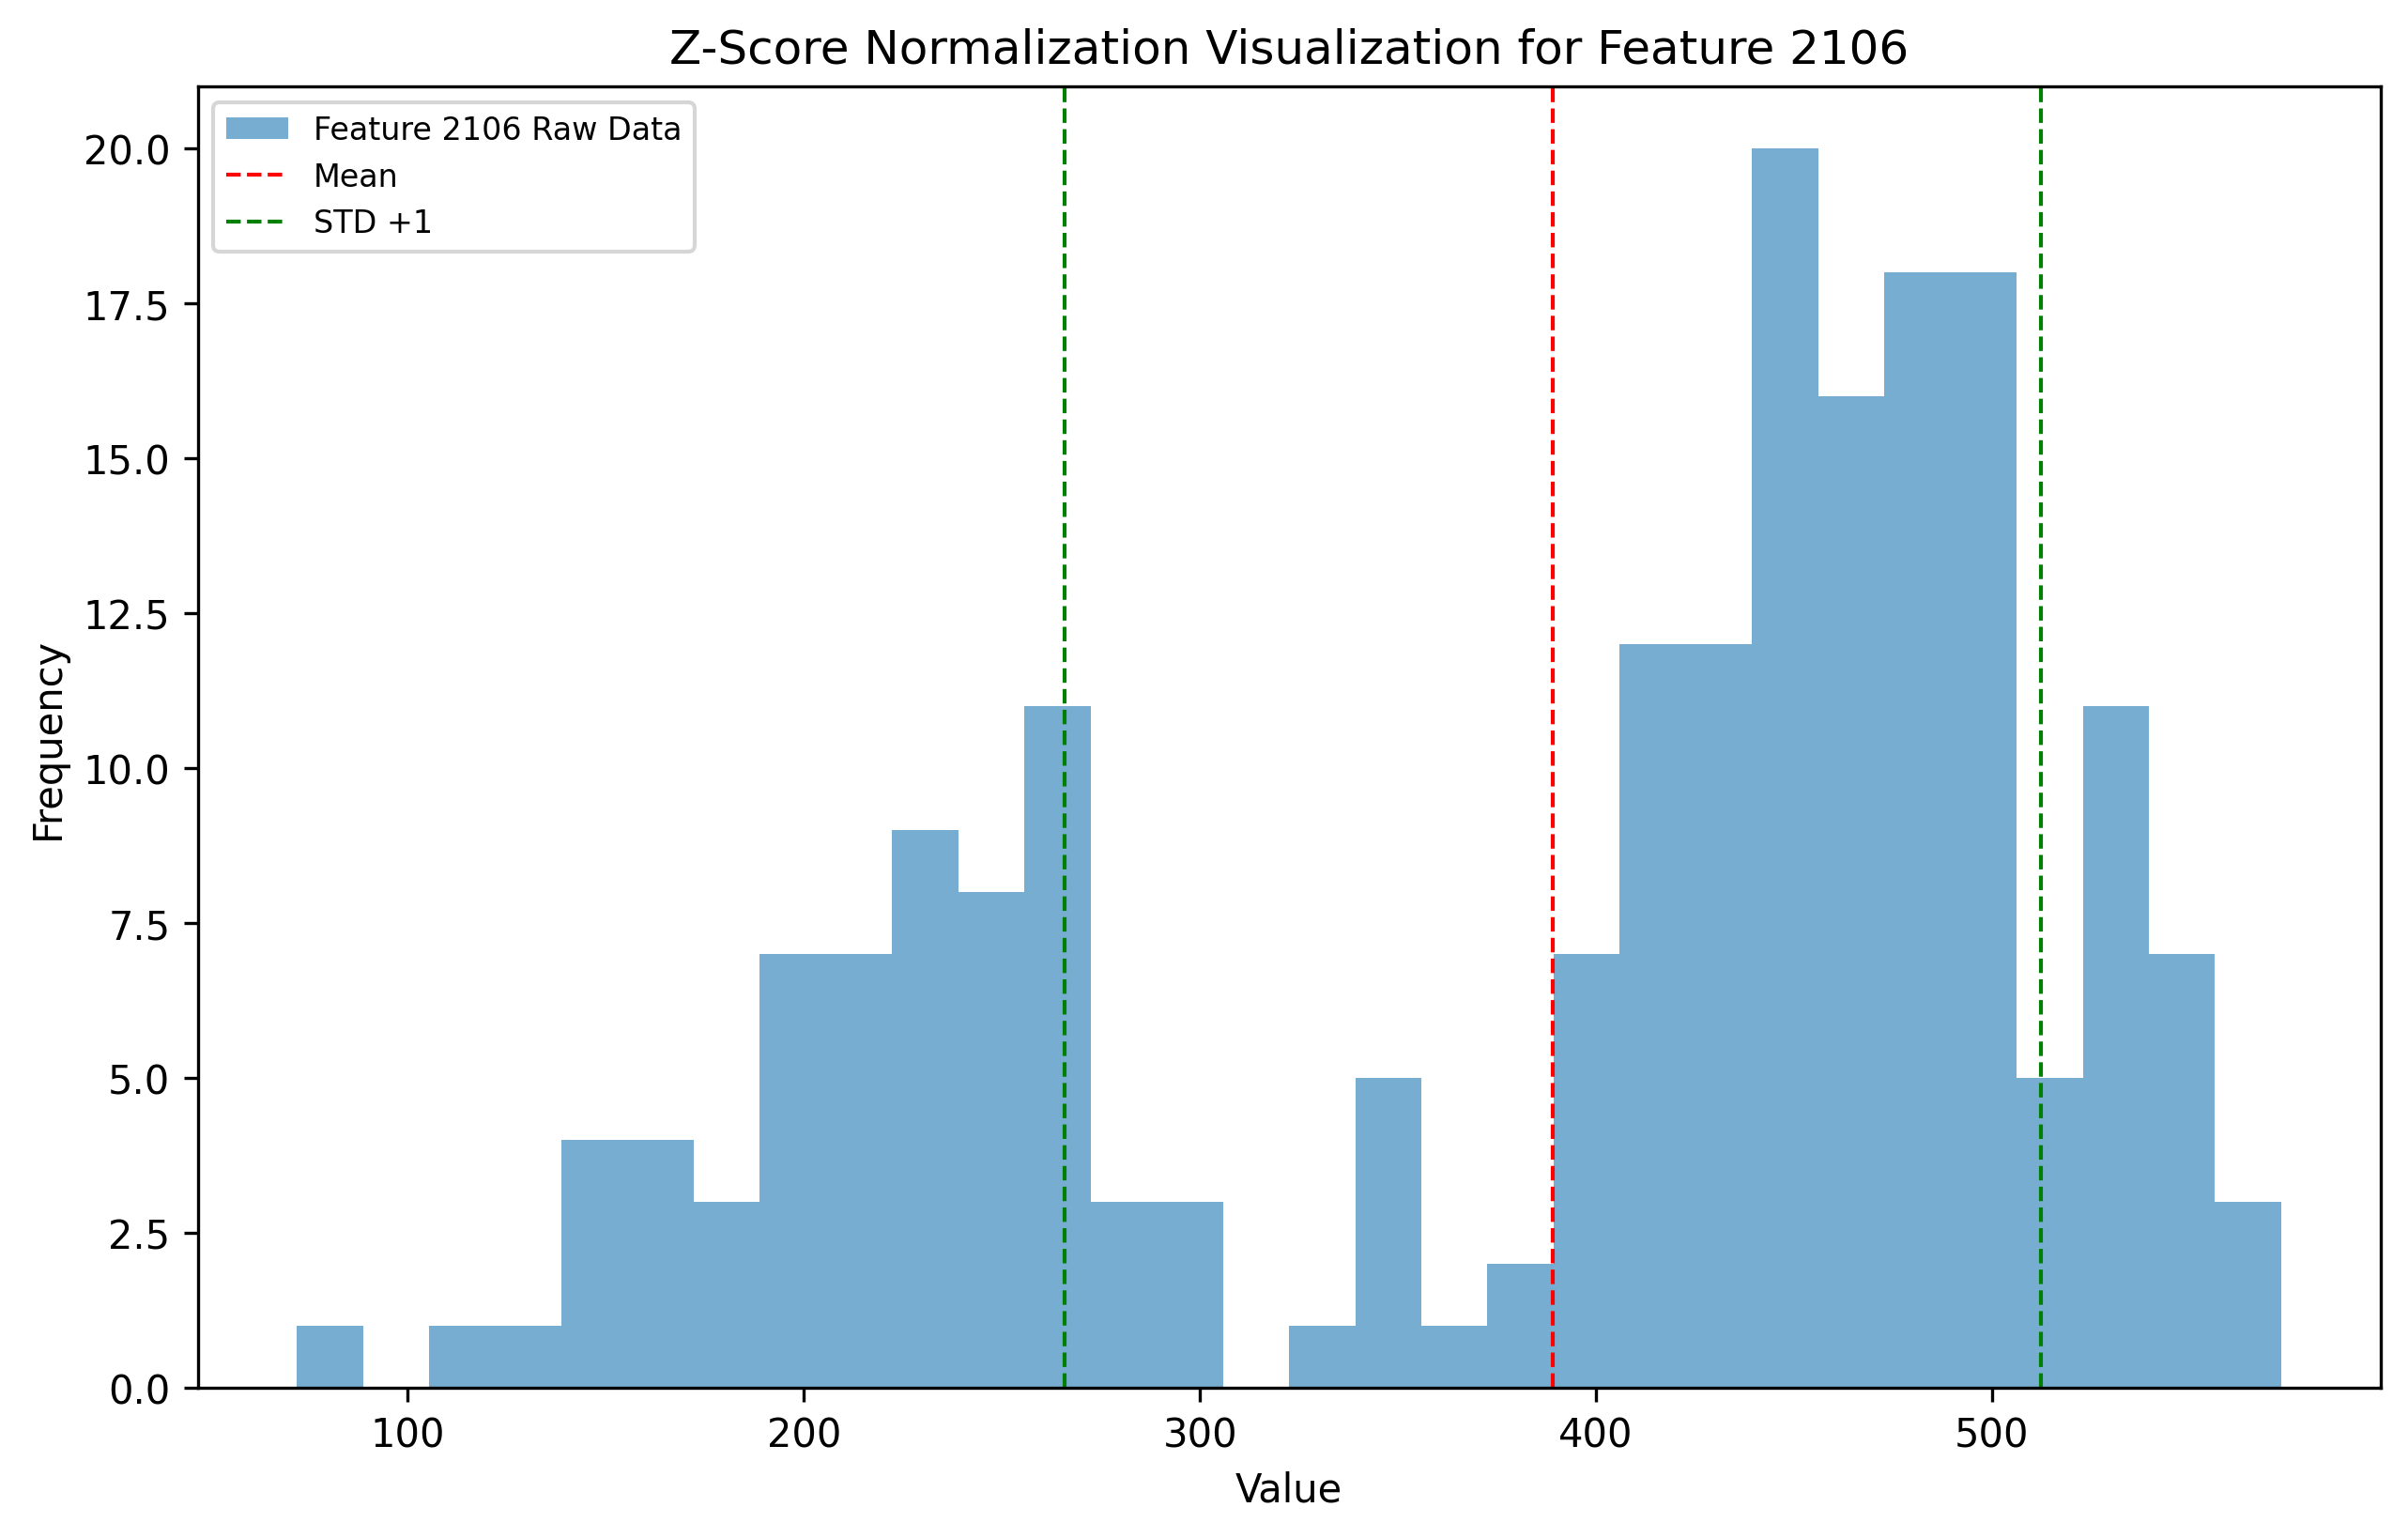 Z-Score Normalization Visualization for Feature 2106
Feature 2106 Raw Data
Mean
STD +1
20.0
17.5
15.0
12.5
10.0
7.5
5.0
2.5
0.0
Frequency
100 200 300 400 500
Value